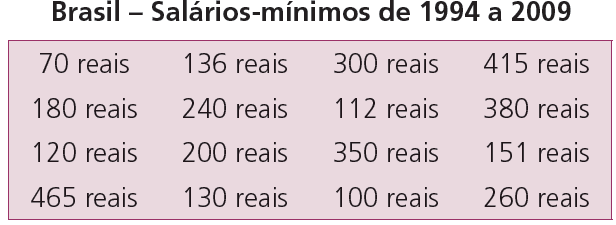 Brasil – Salários-mínimos de 1994 a 2009
70 reais 136 reais 300 reais 415 reais
180 reais 240 reais 112 reais 380 reais
120 reais 200 reais 350 reais 151 reais
465 reais 130 reais 100 reais 260 reais